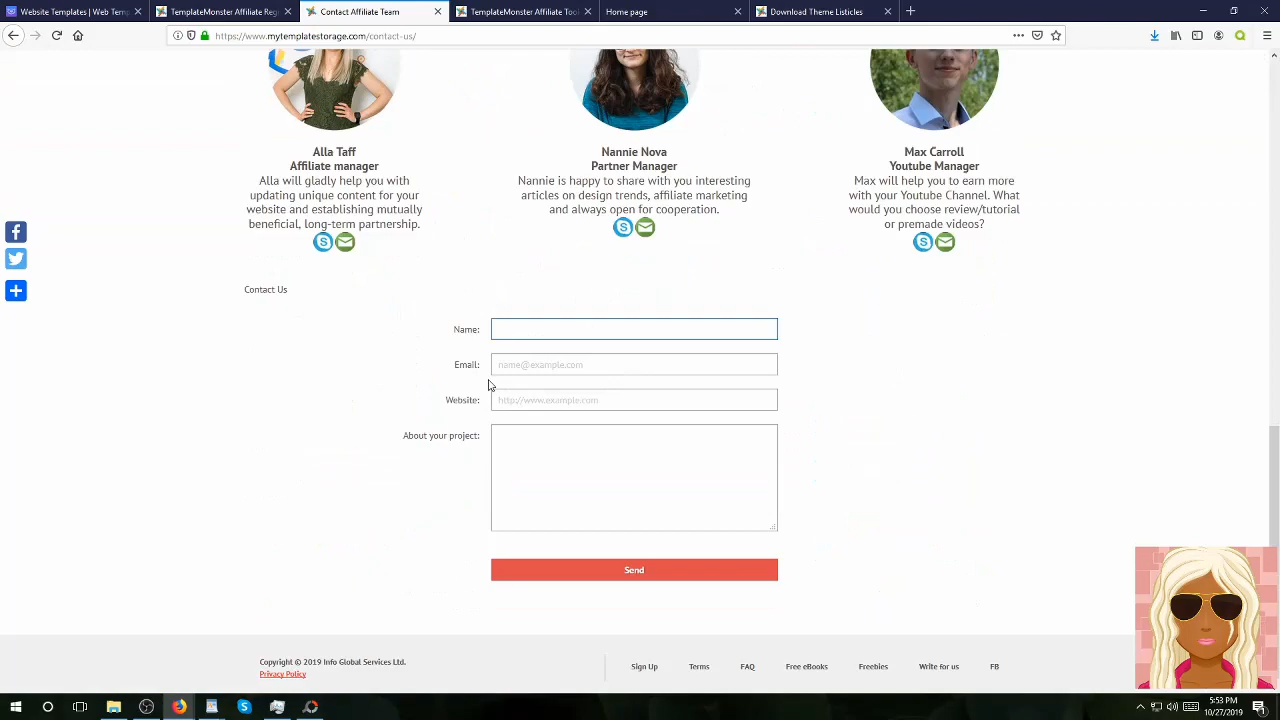 Website Templates | Web Temp
TemplateMonster Affiliate Reg
Contact Affiliate Team
TemplateMonster Affiliate Tool
Home page
Download Theme Listicles
https://www.mytemplatestorage.com/contact-us/
Alla Taff
Affiliate manager
Alla will gladly help you with
updating unique content for your
website and establishing mutually
beneficial, long-term partnership.
Nannie Nova
Partner Manager
Nannie is happy to share with you interesting
articles on design trends, affiliate marketing
and always open for cooperation.
Max Carroll
Youtube Manager
Max will help you to earn more
with your Youtube Channel. What
would you choose review/tutorial
or premade videos?
Contact Us
Name:
Email:
name@example.com
Website:
http://www.example.com
About your project:
Send
Copyright © 2019 Info Global Services Ltd.
Privacy Policy
Sign Up
Terms
FAQ
Free eBooks
Freebies
Write for us
FB
5:53 PM
10/27/2019